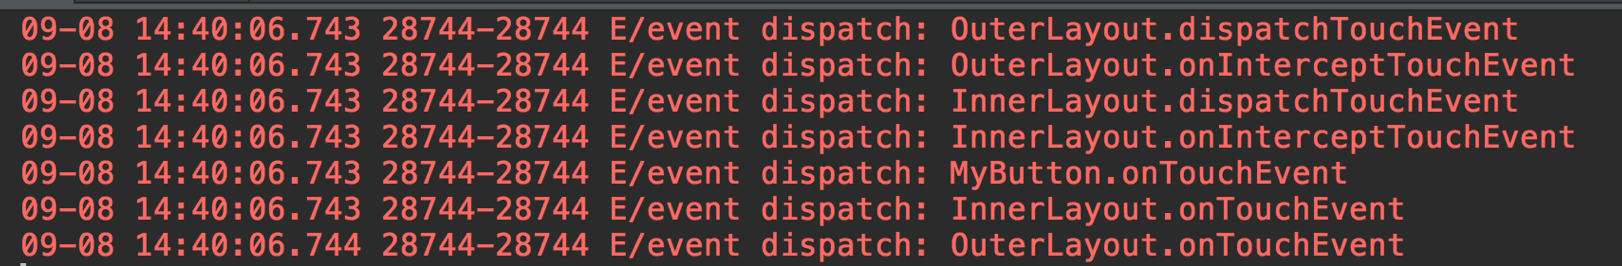 09-08 14:40:06.743 28744-28744 E/event dispatch: OuterLayout.dispatchTouchEvent
09-08 14:40:06.743 28744-28744 E/event dispatch: OuterLayout.onInterceptTouchEvent
09-08 14:40:06.743 28744-28744 E/event dispatch: InnerLayout.dispatchTouchEvent
09-08 14:40:06.743 28744-28744 E/event dispatch: InnerLayout.onInterceptTouchEvent
09-08 14:40:06.743 28744-28744 E/event dispatch: MyButton.onTouchEvent
09-08 14:40:06.743 28744-28744 E/event dispatch: InnerLayout.onTouchEvent
09-08 14:40:06.744 28744-28744 E/event dispatch: OuterLayout.onTouchEvent